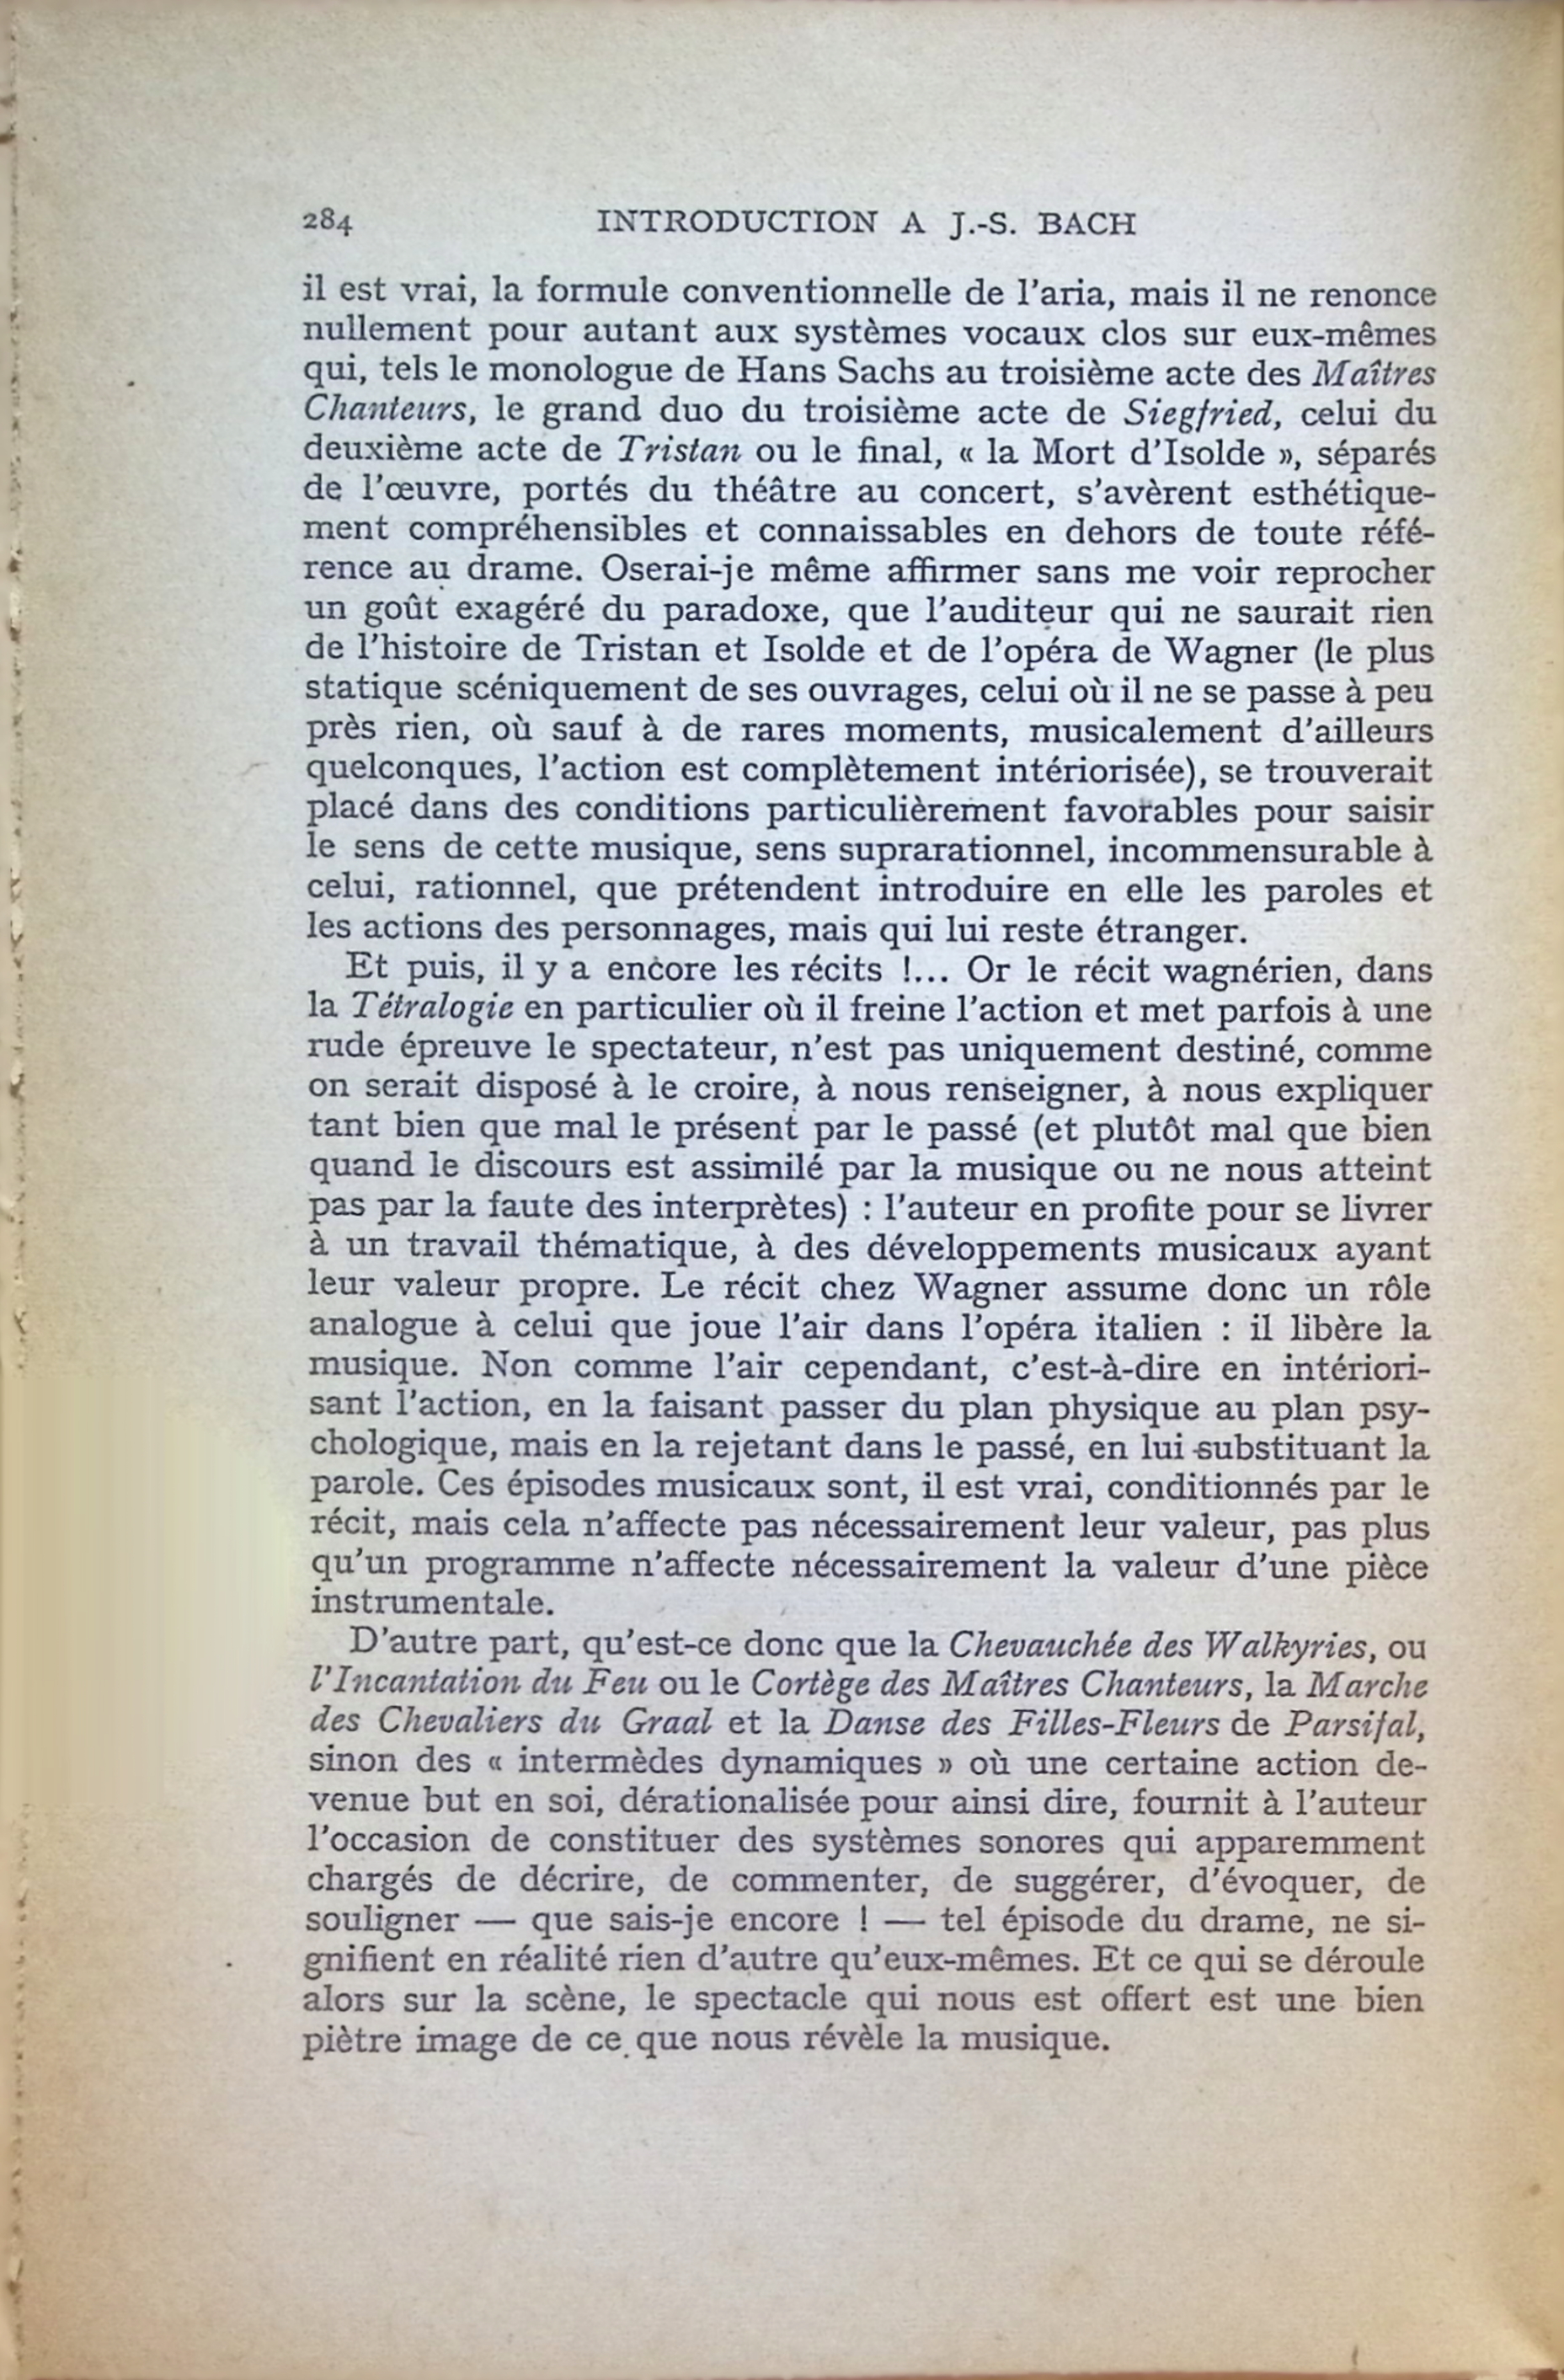 284 INTRODUCTION A J.-S. BACH
il est vrai, la formule conventionnelle de l'aria, mais il ne renonce
nullement pour autant aux systèmes vocaux clos sur eux-mêmes
qui, tels le monologue de Hans Sachs au troisième acte des Maîtres
Chanteurs, le grand duo du troisième acte de Siegfried, celui du
deuxième acte de Tristan ou le final, « la Mort d'Isolde », séparés
de l'œuvre, portés du théâtre au concert, s'avèrent esthétique-
ment compréhensibles et connaissables en dehors de toute réfé-
rence au drame. Oserai-je même affirmer sans me voir reprocher
un goût exagéré du paradoxe, que l'auditeur qui ne saurait rien
de l'histoire de Tristan et Isolde et de l'opéra de Wagner (le plus
statique scéniquement de ses ouvrages, celui où il ne se passe à peu
près rien, où sauf à de rares moments, musicalement d'ailleurs
quelconques, l'action est complètement intériorisée), se trouverait
placé dans des conditions particulièrement favorables pour saisir
le sens de cette musique, sens suprarationnel, incommensurable à
celui, rationnel, que prétendent introduire en elle les paroles et
les actions des personnages, mais qui lui reste étranger.
Et puis, il y a encore les récits !... Or le récit wagnérien, dans
la Tétralogie en particulier où il freine l'action et met parfois à une
rude épreuve le spectateur, n'est pas uniquement destiné, comme
on serait disposé à le croire, à nous renseigner, à nous expliquer
tant bien que mal le présent par le passé (et plutôt mal que bien
quand le discours est assimilé par la musique ou ne nous atteint
pas par la faute des interprètes) : l'auteur en profite pour se livrer
à un travail thématique, à des développements musicaux ayant
leur valeur propre. Le récit chez Wagner assume donc un rôle
analogue à celui que joue l'air dans l'opéra italien : il libère la
musique. Non comme l'air cependant, c'est-à-dire en intériori-
sant l'action, en la faisant passer du plan physique au plan psy-
chologique, mais en la rejetant dans le passé, en lui substituant la
parole. Ces épisodes musicaux sont, il est vrai, conditionnés par le
récit, mais cela n'affecte pas nécessairement leur valeur, pas plus
qu'un programme n'affecte nécessairement la valeur d'une pièce
instrumentale.
D'autre part, qu'est-ce donc que la Chevauchée des Walkyries, ou
l'Incantation du Feu ou le Cortège des Maîtres Chanteurs, la Marche
des Chevaliers du Graal et la Danse des Filles-Fleurs de Parsifal,
sinon des « intermèdes dynamiques » où une certaine action de-
venue but en soi, dérationalisée pour ainsi dire, fournit à l'auteur
l'occasion de constituer des systèmes sonores qui apparemment
chargés de décrire, de commenter, de suggérer, d'évoquer, de
souligner — que sais-je encore ! — tel épisode du drame, ne si-
gnifient en réalité rien d'autre qu'eux-mêmes. Et ce qui se déroule
alors sur la scène, le spectacle qui nous est offert est une bien
piètre image de ce que nous révèle la musique.